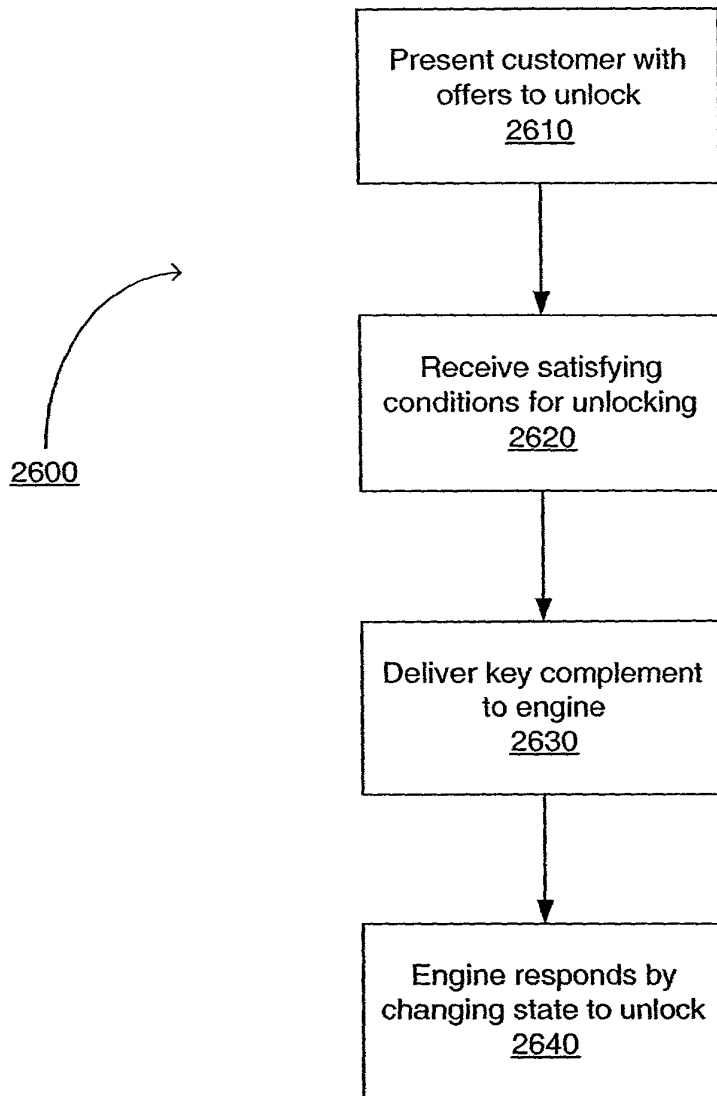 Present customer with
offers to unlock
2610
Receive satisfying
conditions for unlocking
2620
2600
Deliver key complement
to engine
2630
Engine responds by
changing state to unlock
2640